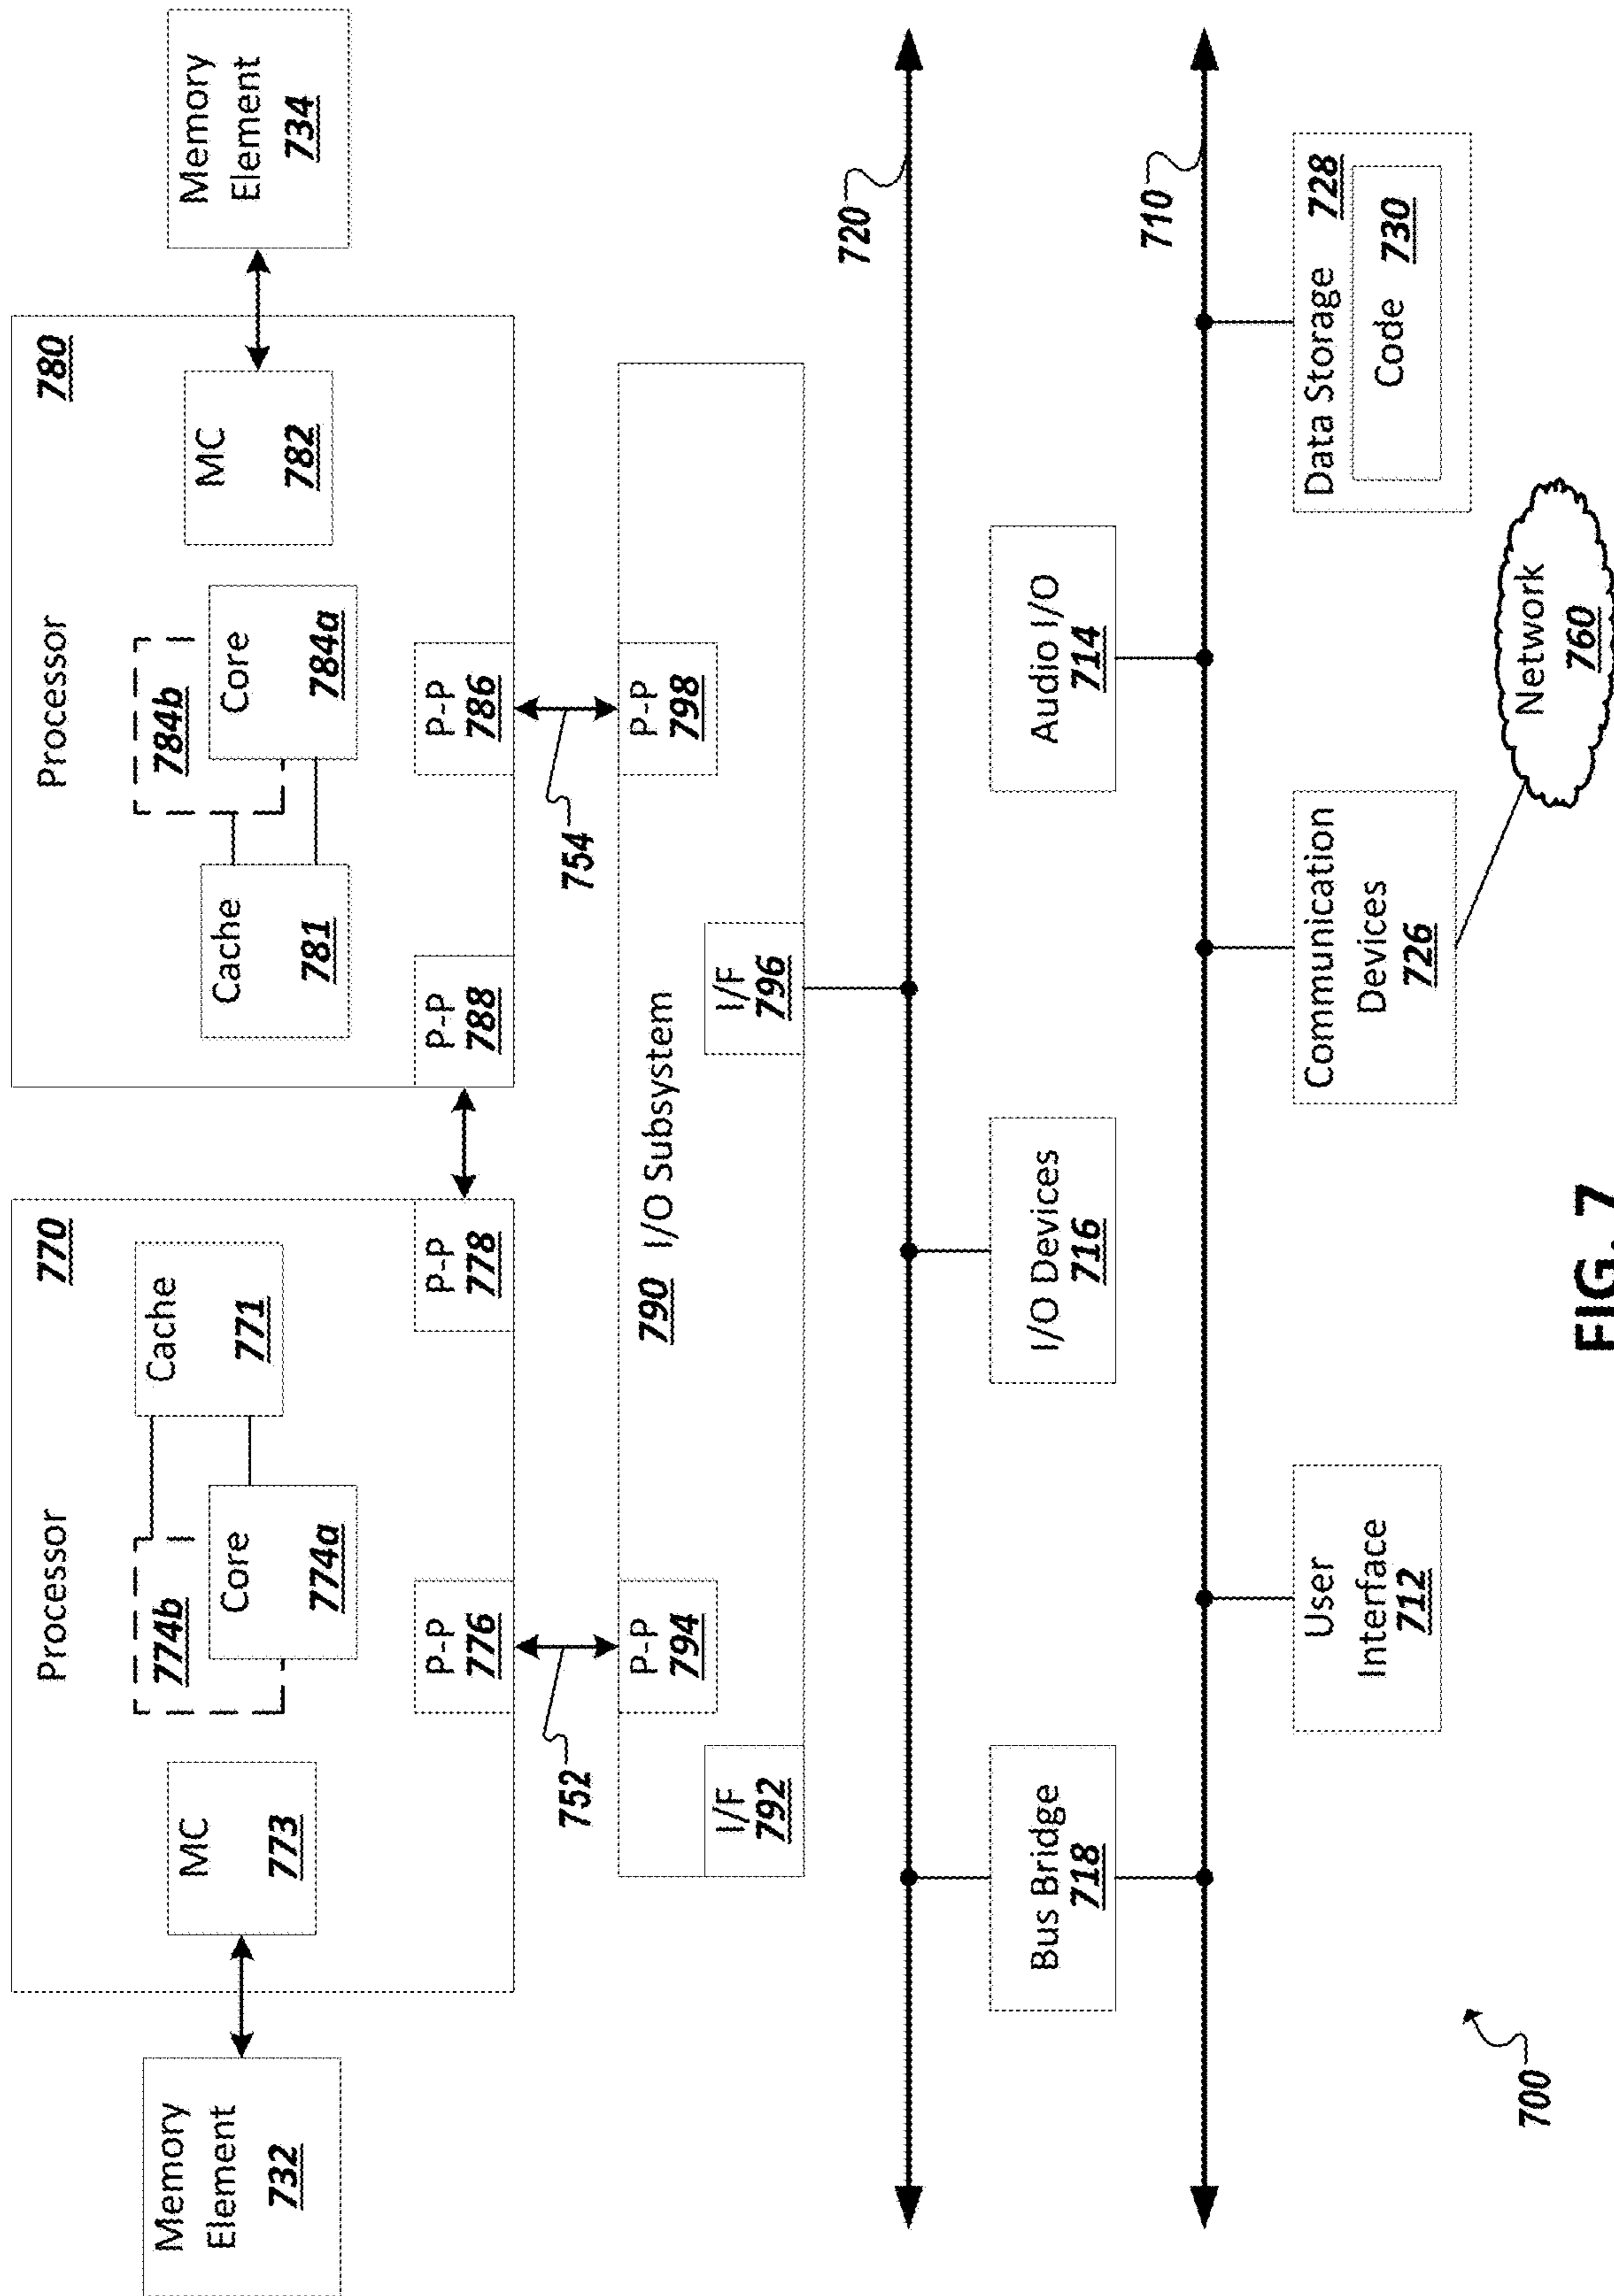 Memory
Element
732
Processor
770
MC
773
774b
Core
774a
Cache
771
P-P
776
P-P
778
Processor
780
Cache
781
784b
Core
784a
MC
782
P-P
788
P-P
786
Memory
Element
734
752
754
P-P
794
790 I/O Subsystem
P-P
798
I/F
792
I/F
796
720
Bus Bridge
718
I/O Devices
716
Audio I/O
714
710
User
Interface
712
Communication
Devices
726
Data Storage 728
Code 730
Network
760
700
FIG. 7